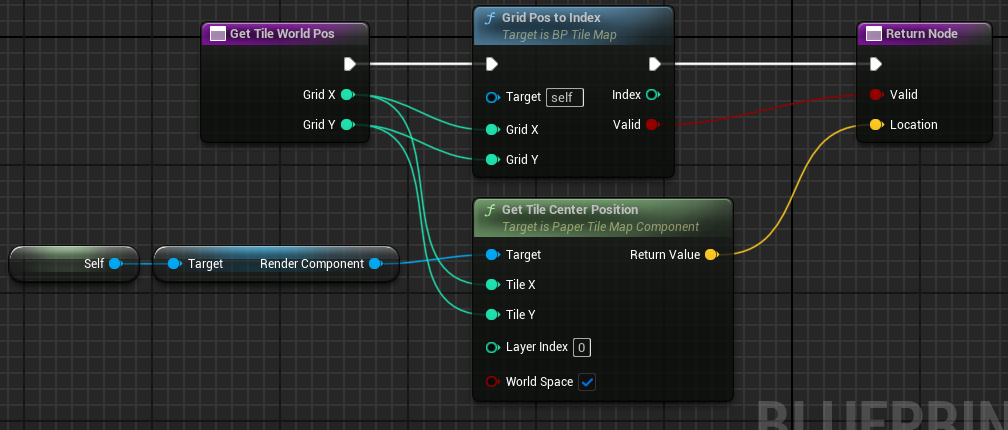 Get Tile World Pos
Grid X
Grid Y
f Grid Pos to Index
Target is BP Tile Map
Target self
Index
Grid X
Valid
Grid Y
Return Node
Valid
Location
Self
Target
Render Component
f Get Tile Center Position
Target is Paper Tile Map Component
Target
Return Value
Tile X
Tile Y
Layer Index 0
World Space
BLUEPRIN